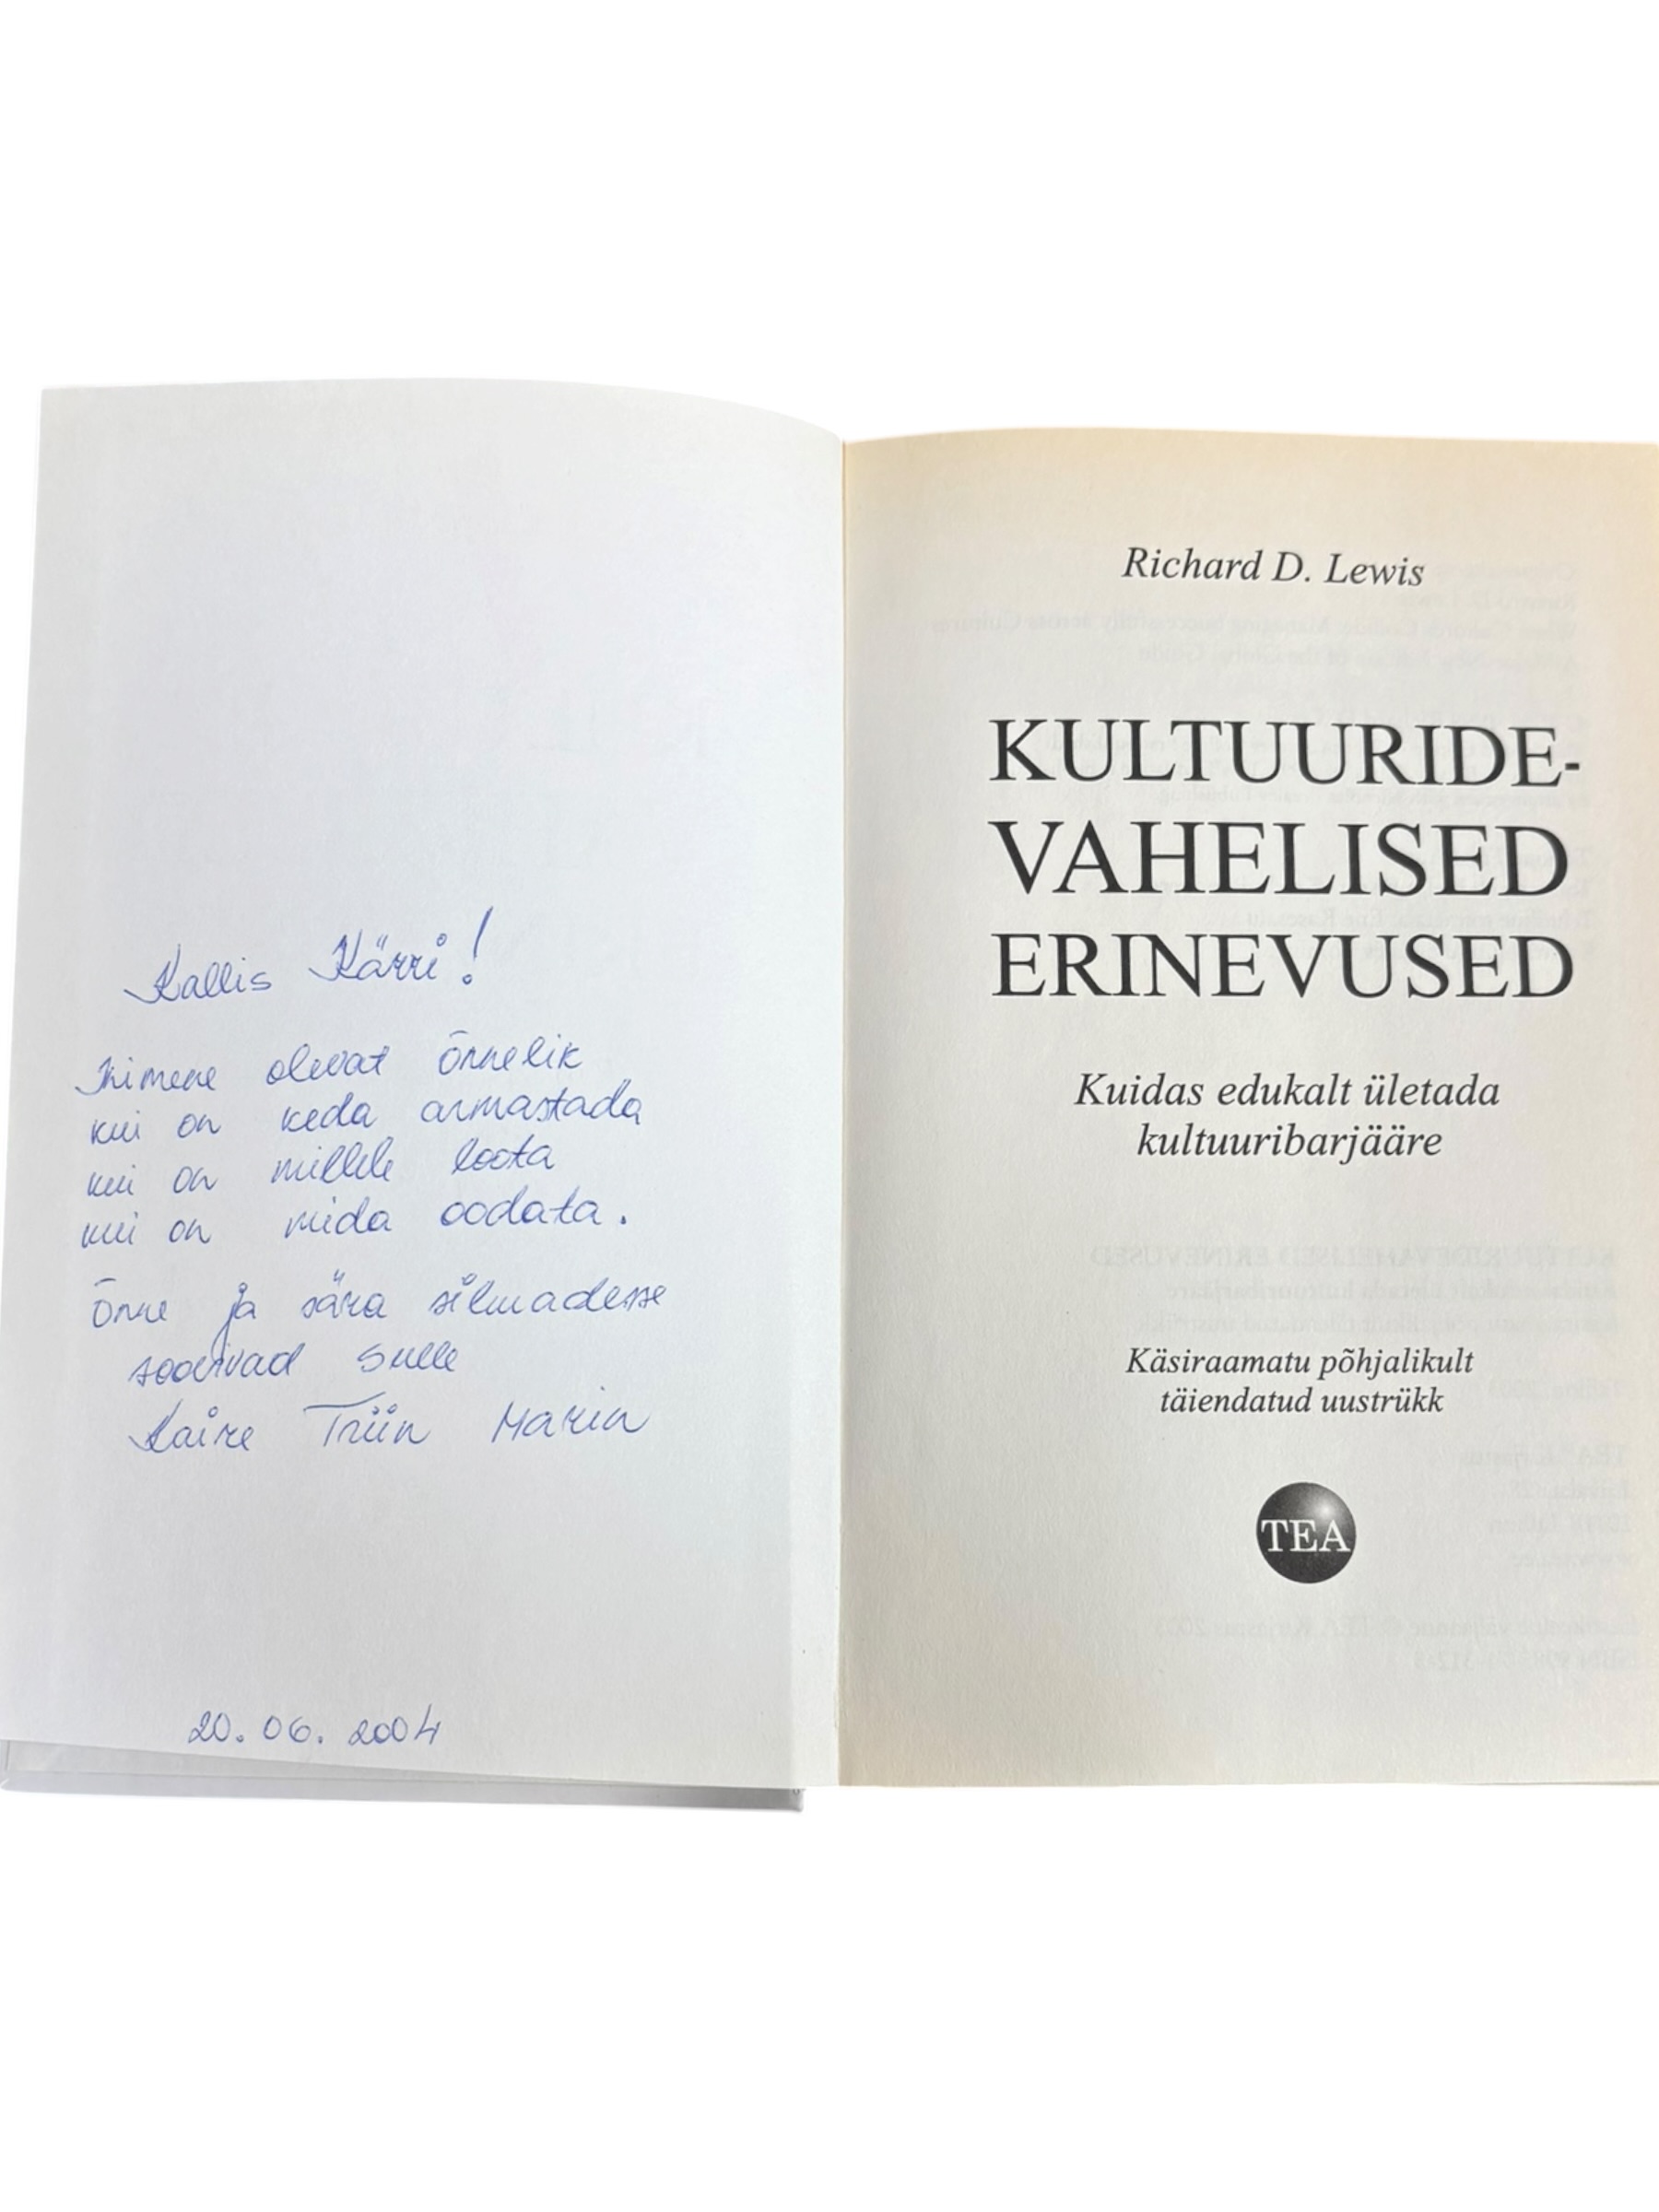 Kallis Kärri!
Inimene olevat õnnelik
kui on keda armastada
kui on millele loota
kui on mida oodata.
Õnne ja sära silmadesse
soovivad Sulle
Kaire Triin Marin
20.06.2004
Richard D. Lewis
KULTUURIDE-
VAHELISED
ERINEVUSED
Kuidas edukalt ületada
kultuuribarjääre
Käsiraamatu põhjalikult
täiendatud uustrükk
TEA